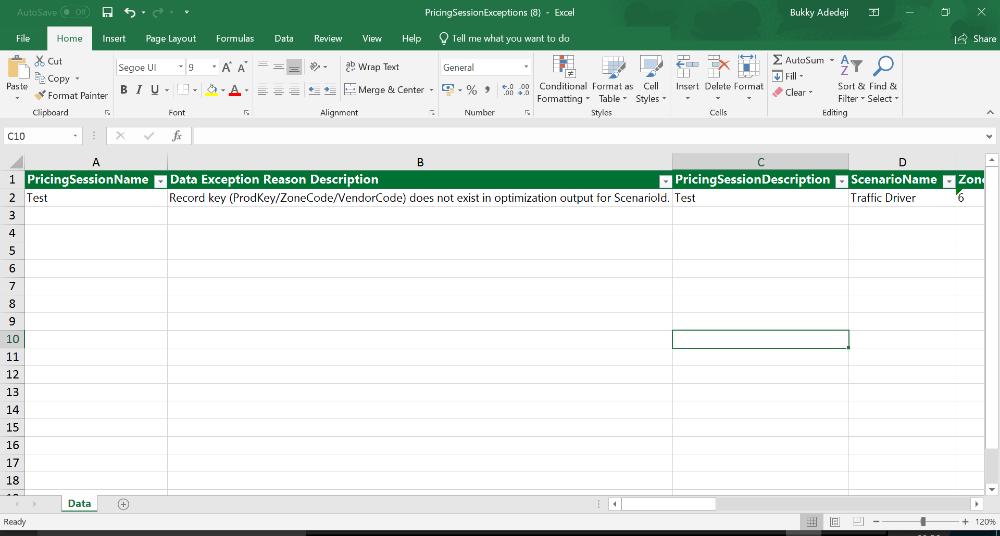 AutoSave Off
PricingSessionExceptions (8) - Excel
Bukky Adedeji
File Home Insert Page Layout Formulas Data Review View Help Tell me what you want to do Share
Paste
Cut
Copy
Format Painter
Clipboard
Segoe UI 9
B I U
Font
Wrap Text
Merge & Center
Alignment
General
Number
Conditional Formatting
Format as Table
Cell Styles
Styles
Insert Delete Format
Cells
AutoSum
Fill
Clear
Sort & Filter
Find & Select
Editing
C10
fx
A B C D
1 PricingSessionName Data Exception Reason Description PricingSessionDescription ScenarioName
2 Test Record key (ProdKey/ZoneCode/VendorCode) does not exist in optimization output for ScenarioId. Test Traffic Driver 6
3
4
5
6
7
8
9
10
11
12
13
14
15
16
17
18
Data
Ready
120%